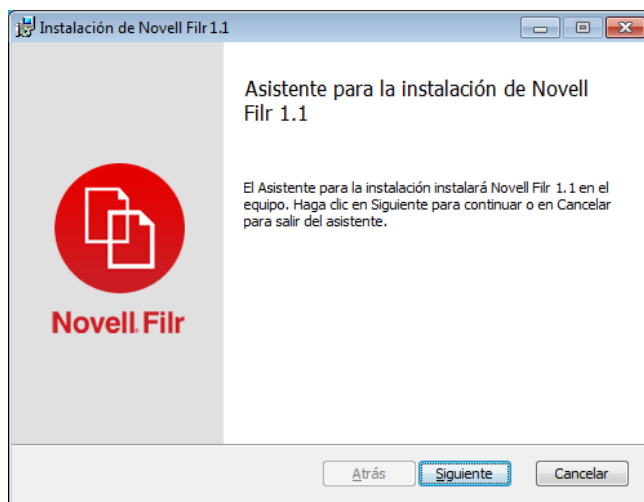 Instalación de Novell Filr 1.1
Asistente para la instalación de Novell
Filr 1.1
El Asistente para la instalación instalará Novell Filr 1.1 en el
equipo. Haga clic en Siguiente para continuar o en Cancelar
para salir del asistente.
Novell Filr
Atrás
Siguiente
Cancelar